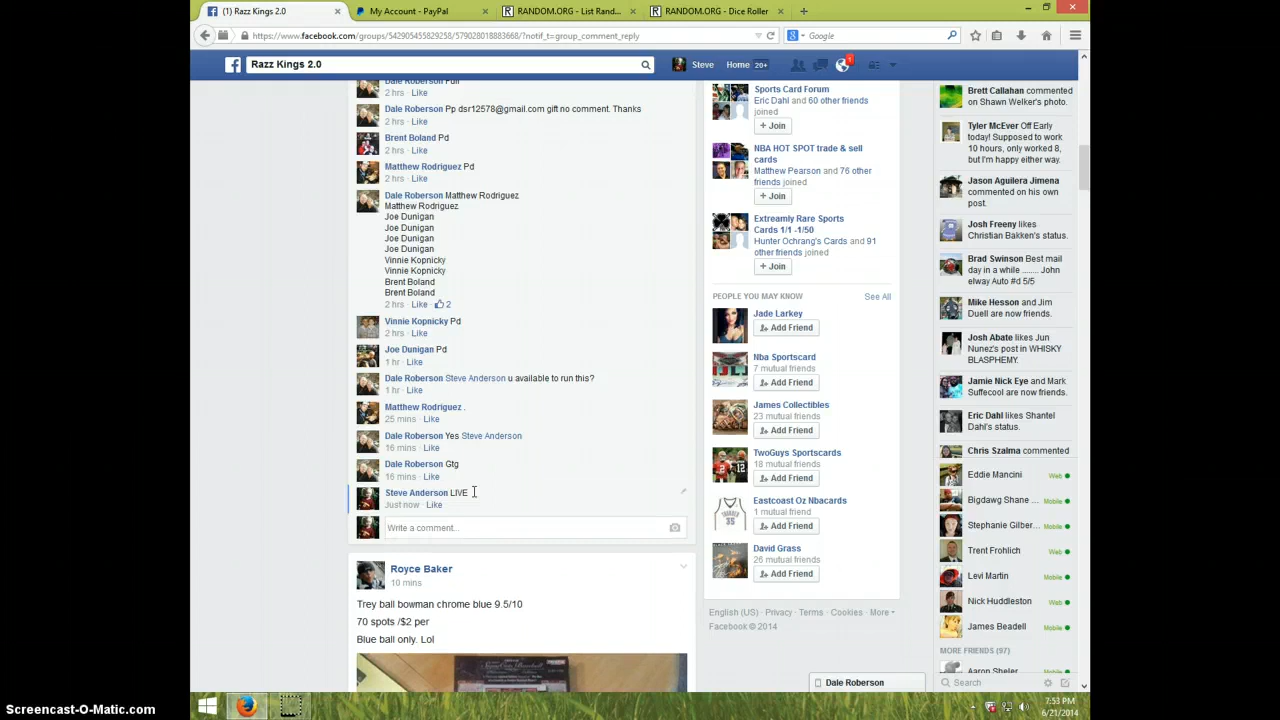 (1) Razz Kings 2.0
My Account - PayPal
RANDOM.ORG - List Rand...
RANDOM.ORG - Dice Roller
https://www.facebook.com/groups/542905455829258/579028018883668/?notif_t=group_comment_reply
Google
Razz Kings 2.0
Steve
Home 20+
1
Dale Roberson Full
2 hrs · Like
Dale Roberson Pp dsr12578@gmail.com gift no comment. Thanks
2 hrs · Like
Brent Boland Pd
2 hrs · Like
Matthew Rodriguez Pd
2 hrs · Like
Dale Roberson Matthew Rodriguez
Matthew Rodriguez
Joe Dunigan
Joe Dunigan
Joe Dunigan
Joe Dunigan
Vinnie Kopnicky
Vinnie Kopnicky
Brent Boland
Brent Boland
2 hrs · Like · 2
Vinnie Kopnicky Pd
2 hrs · Like
Joe Dunigan Pd
1 hr · Like
Dale Roberson Steve Anderson u available to run this?
1 hr · Like
Matthew Rodriguez .
25 mins · Like
Dale Roberson Yes Steve Anderson
16 mins · Like
Dale Roberson Gtg
16 mins · Like
Steve Anderson LIVE
Just now · Like
Write a comment...
Royce Baker
10 mins
Trey ball bowman chrome blue 9.5/10
70 spots /$2 per
Blue ball only. Lol
Sports Card Forum
Eric Dahl and 60 other friends
joined
+ Join
NBA HOT SPOT trade & sell
cards
Matthew Pearson and 76 other
friends joined
+ Join
Extreamly Rare Sports
Cards 1/1 -1/50
Hunter Ochrang's Cards and 91
other friends joined
+ Join
PEOPLE YOU MAY KNOW
See All
Jade Larkey
Add Friend
Nba Sportscard
7 mutual friends
Add Friend
James Collectibles
23 mutual friends
Add Friend
TwoGuys Sportscards
18 mutual friends
Add Friend
Eastcoast Oz Nbacards
1 mutual friend
Add Friend
David Grass
26 mutual friends
Add Friend
English (US) · Privacy · Terms · Cookies · More
Facebook © 2014
Brett Callahan commented
on Shawn Welker's photo.
Tyler McEver Off Early
today! Supposed to work
10 hours, only worked 8,
but I'm happy either way.
Jason Aguilera Jimena
commented on his own
post.
Josh Freeny likes
Christian Bakken's status.
Brad Swinson Best mail
day in a while ........ John
elway Auto #d 5/5
Mike Hesson and Jim
Duell are now friends.
Josh Abate likes Jun
Nunez's post in WHISKY
BLASPHEMY.
Jamie Nick Eye and Mark
Suffecool are now friends.
Eric Dahl likes Shantel
Dahl's status.
Chris Szalma commented
Eddie Mancini Web
Bigdawg Shane ... Mobile
Stephanie Gilber... Mobile
Trent Frohlich Web
Levi Martin Mobile
Nick Huddleston Web
James Beadell Mobile
MORE FRIENDS (97)
Aaron Sheler Mobile
Search
Dale Roberson
7:53 PM
6/21/2014
Screencast-O-Matic.com